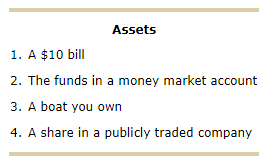 Assets
1. A $10 bill
2. The funds in a money market account
3. A boat you own
4. A share in a publicly traded company